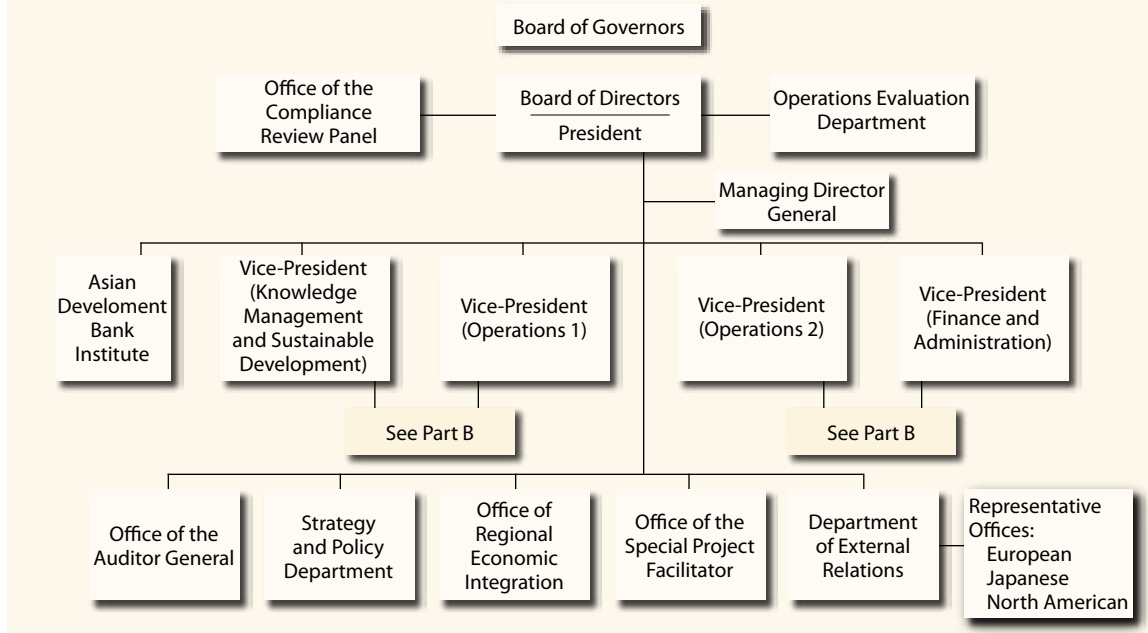 Board of Governors
Office of the
Compliance
Review Panel
Board of Directors
President
Operations Evaluation
Department
Managing Director
General
Asian
Develoment
Bank
Institute
Vice-President
(Knowledge
Management
and Sustainable
Development)
Vice-President
(Operations 1)
Vice-President
(Operations 2)
Vice-President
(Finance and
Administration)
See Part B
See Part B
Office of the
Auditor General
Strategy
and Policy
Department
Office of
Regional
Economic
Integration
Office of the
Special Project
Facilitator
Department
of External
Relations
Representative
Offices:
European
Japanese
North American